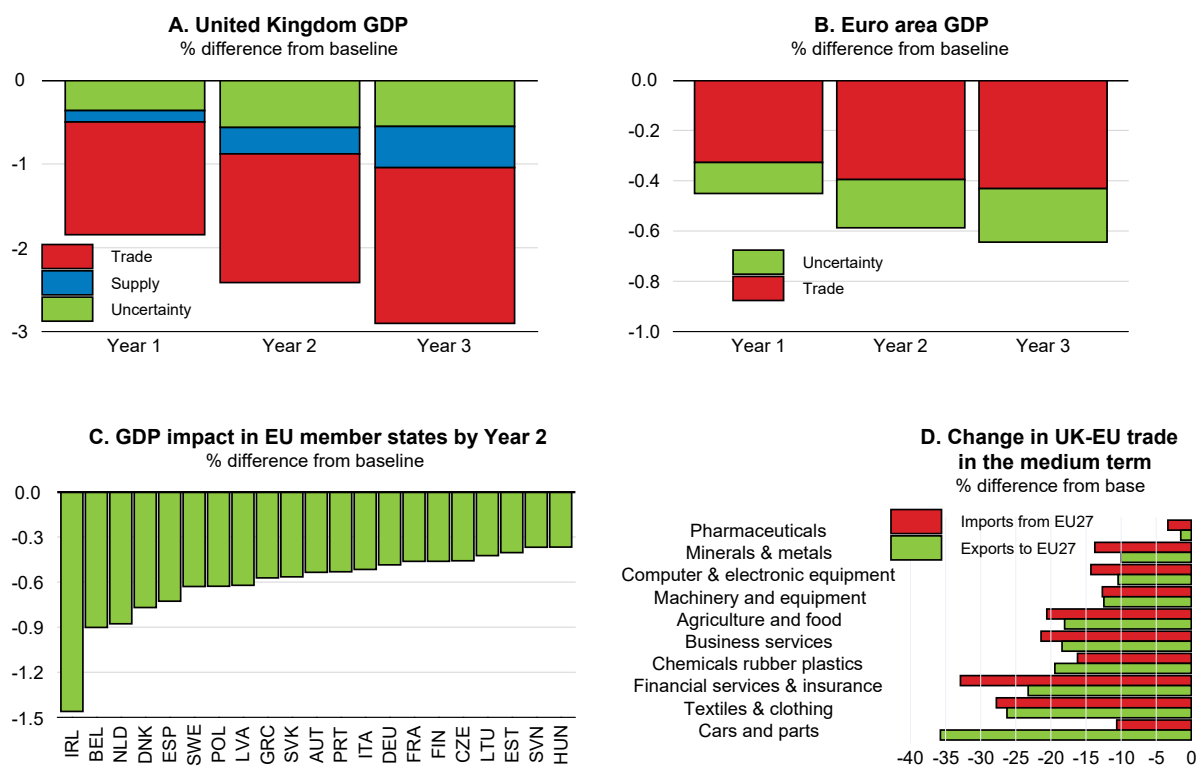 A. United Kingdom GDP
% difference from baseline
0
-1
-2
-3
Trade
Supply
Uncertainty
Year 1
Year 2
Year 3
B. Euro area GDP
% difference from baseline
0.0
-0.2
-0.4
-0.6
-0.8
-1.0
Uncertainty
Trade
Year 1
Year 2
Year 3
C. GDP impact in EU member states by Year 2
% difference from baseline
0.0
-0.3
-0.6
-0.9
-1.2
-1.5
IRL
BEL
NLD
DNK
ESP
SWE
POL
LVA
GRC
SVK
AUT
PRT
ITA
DEU
FRA
FIN
CZE
LTU
EST
SVN
HUN
D. Change in UK-EU trade
in the medium term
% difference from base
Imports from EU27
Exports to EU27
Pharmaceuticals
Minerals & metals
Computer & electronic equipment
Machinery and equipment
Agriculture and food
Business services
Chemicals rubber plastics
Financial services & insurance
Textiles & clothing
Cars and parts
-40 -35 -30 -25 -20 -15 -10 -5 0